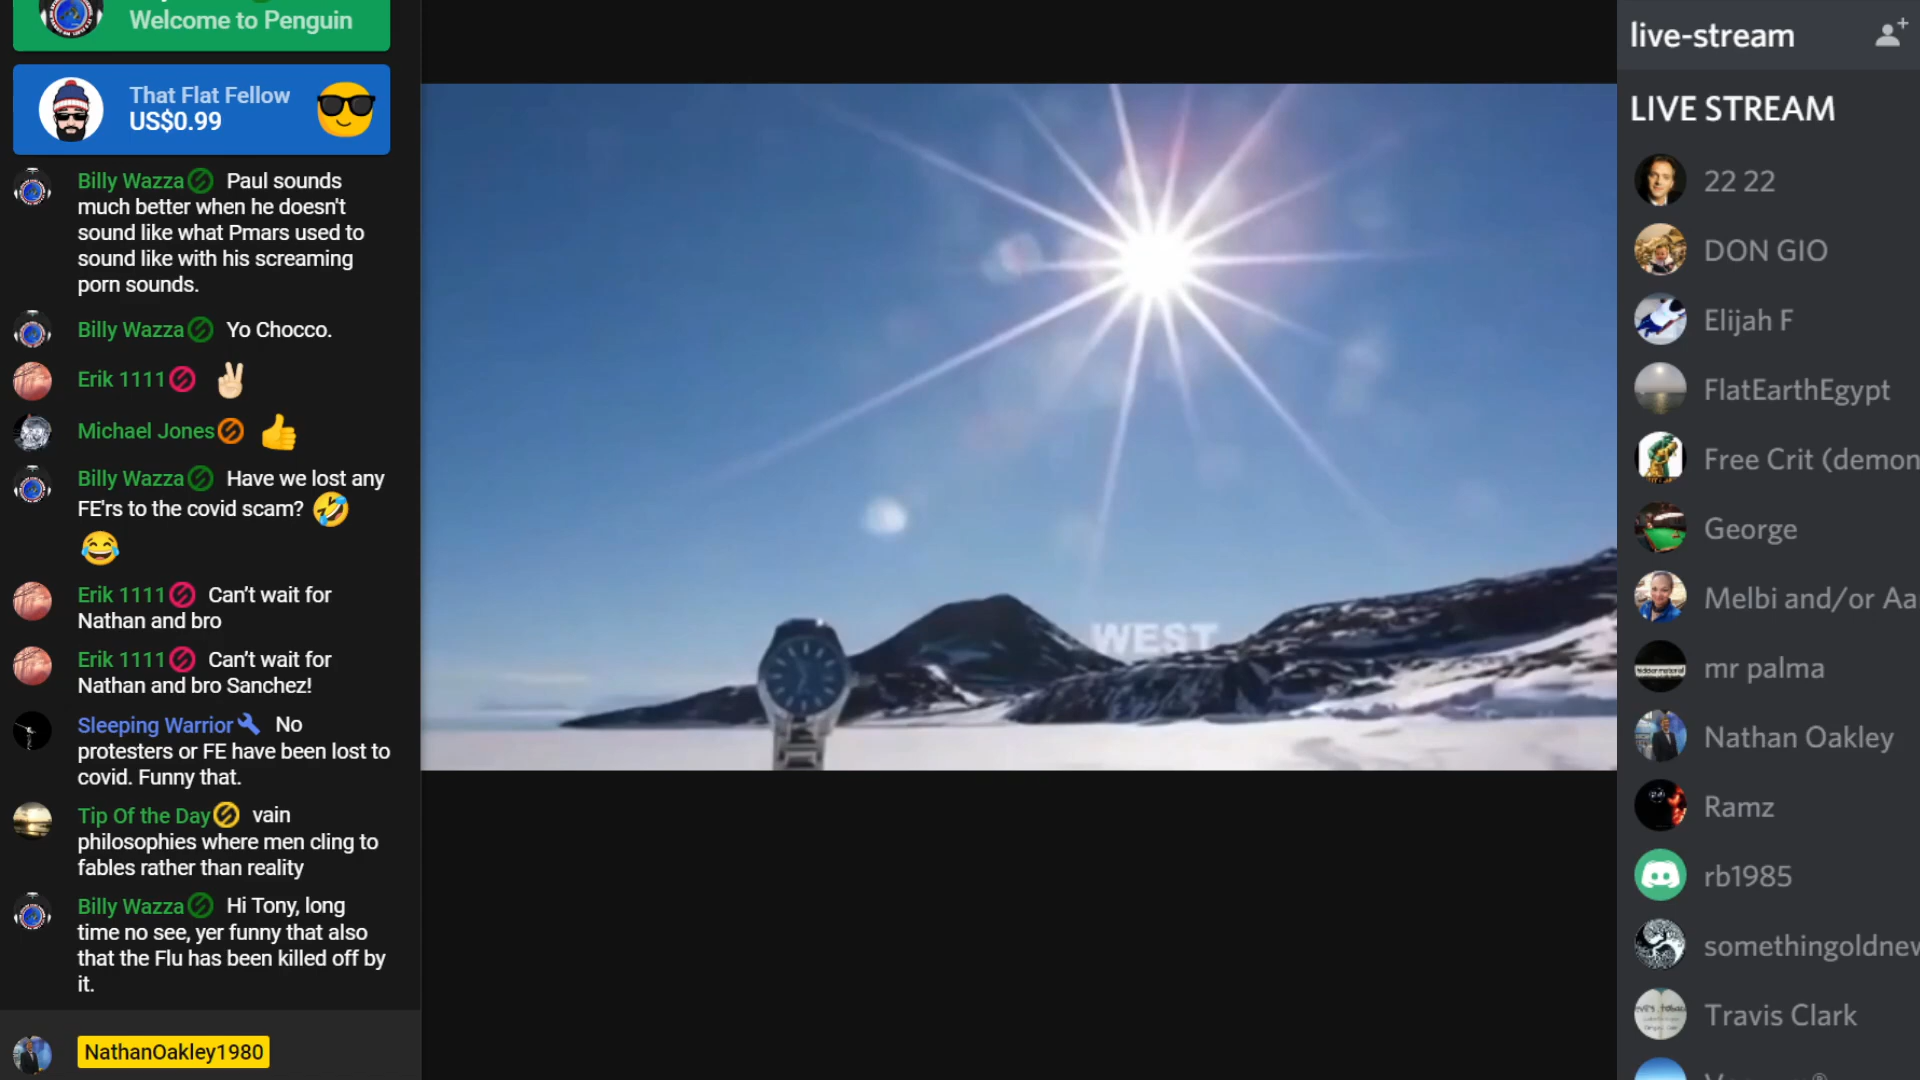 Welcome to Penguin
That Flat Fellow
US$0.99
Billy Wazza Paul sounds
much better when he doesn't
sound like what Pmars used to
sound like with his screaming
porn sounds.
Billy Wazza Yo Chocco.
Erik 1111
Michael Jones
Billy Wazza Have we lost any
FE'rs to the covid scam?
Erik 1111 Can't wait for
Nathan and bro
Erik 1111 Can't wait for
Nathan and bro Sanchez!
Sleeping Warrior No
protesters or FE have been lost to
covid. Funny that.
Tip Of the Day vain
philosophies where men cling to
fables rather than reality
Billy Wazza Hi Tony, long
time no see, yer funny that also
that the Flu has been killed off by
it.
NathanOakley1980
WEST
live-stream
LIVE STREAM
22 22
DON GIO
Elijah F
FlatEarthEgypt
Free Crit (demon
George
Melbi and/or Aa
mr palma
Nathan Oakley
Ramz
rb1985
somethingoldnew
Travis Clark